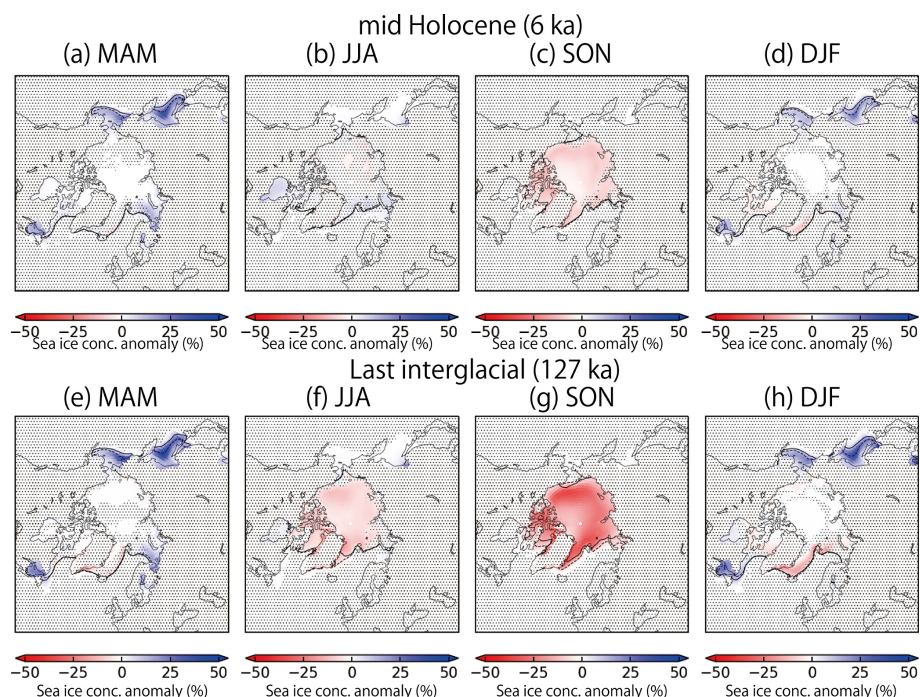 mid Holocene (6 ka)
(a) MAM (b) JJA (c) SON (d) DJF
−50 −25 0 25 50 −50 −25 0 25 50 −50 −25 0 25 50 −50 −25 0 25 50
Sea ice conc. anomaly (%) Sea ice conc. anomaly (%) Sea ice conc. anomaly (%) Sea ice conc. anomaly (%)
Last interglacial (127 ka)
(e) MAM (f) JJA (g) SON (h) DJF
−50 −25 0 25 50 −50 −25 0 25 50 −50 −25 0 25 50 −50 −25 0 25 50
Sea ice conc. anomaly (%) Sea ice conc. anomaly (%) Sea ice conc. anomaly (%) Sea ice conc. anomaly (%)